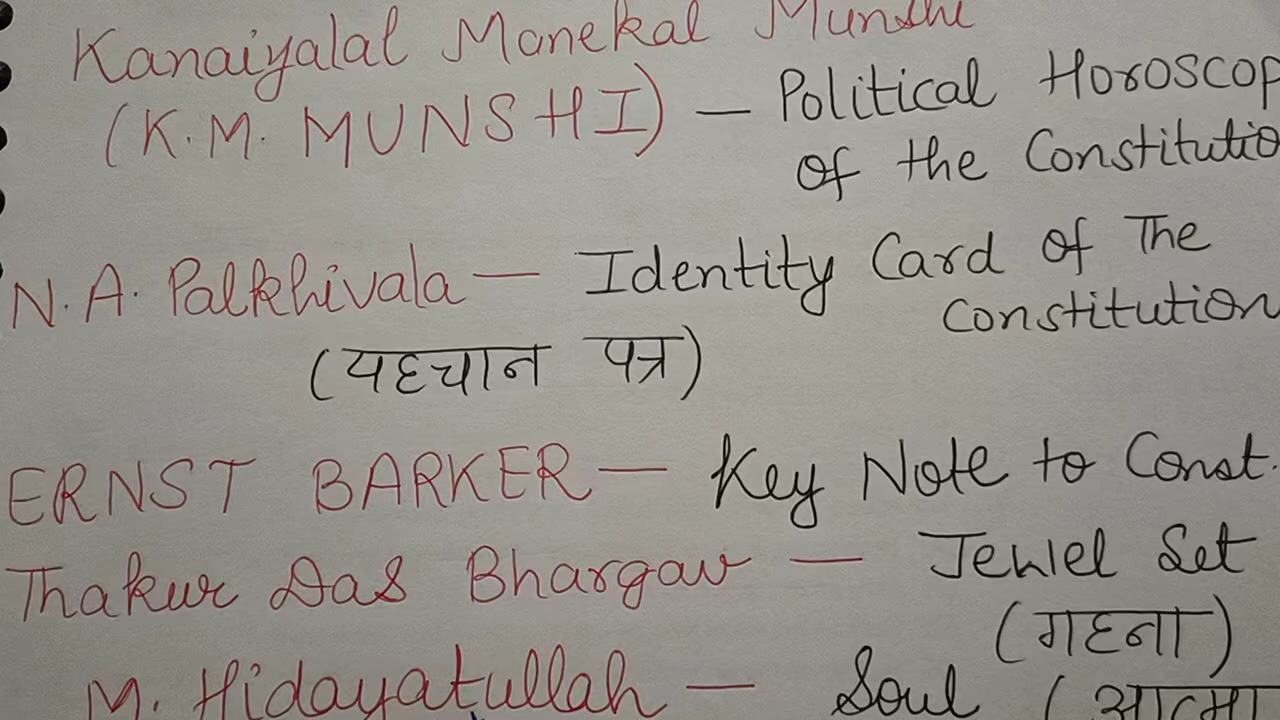 Kanaiyalal Manekal Munshi
(K.M. MUNSHI) — Political Horoscop
of the Constitutio
N.A. Palkhivala — Identity Card of The
Constitution
(पहचान पत्र)
ERNST BARKER — Key Note to Const.
Thakur Das Bhargav — Jewel Set
(गहना)
M. Hidayatullah — Soul (आत्मा